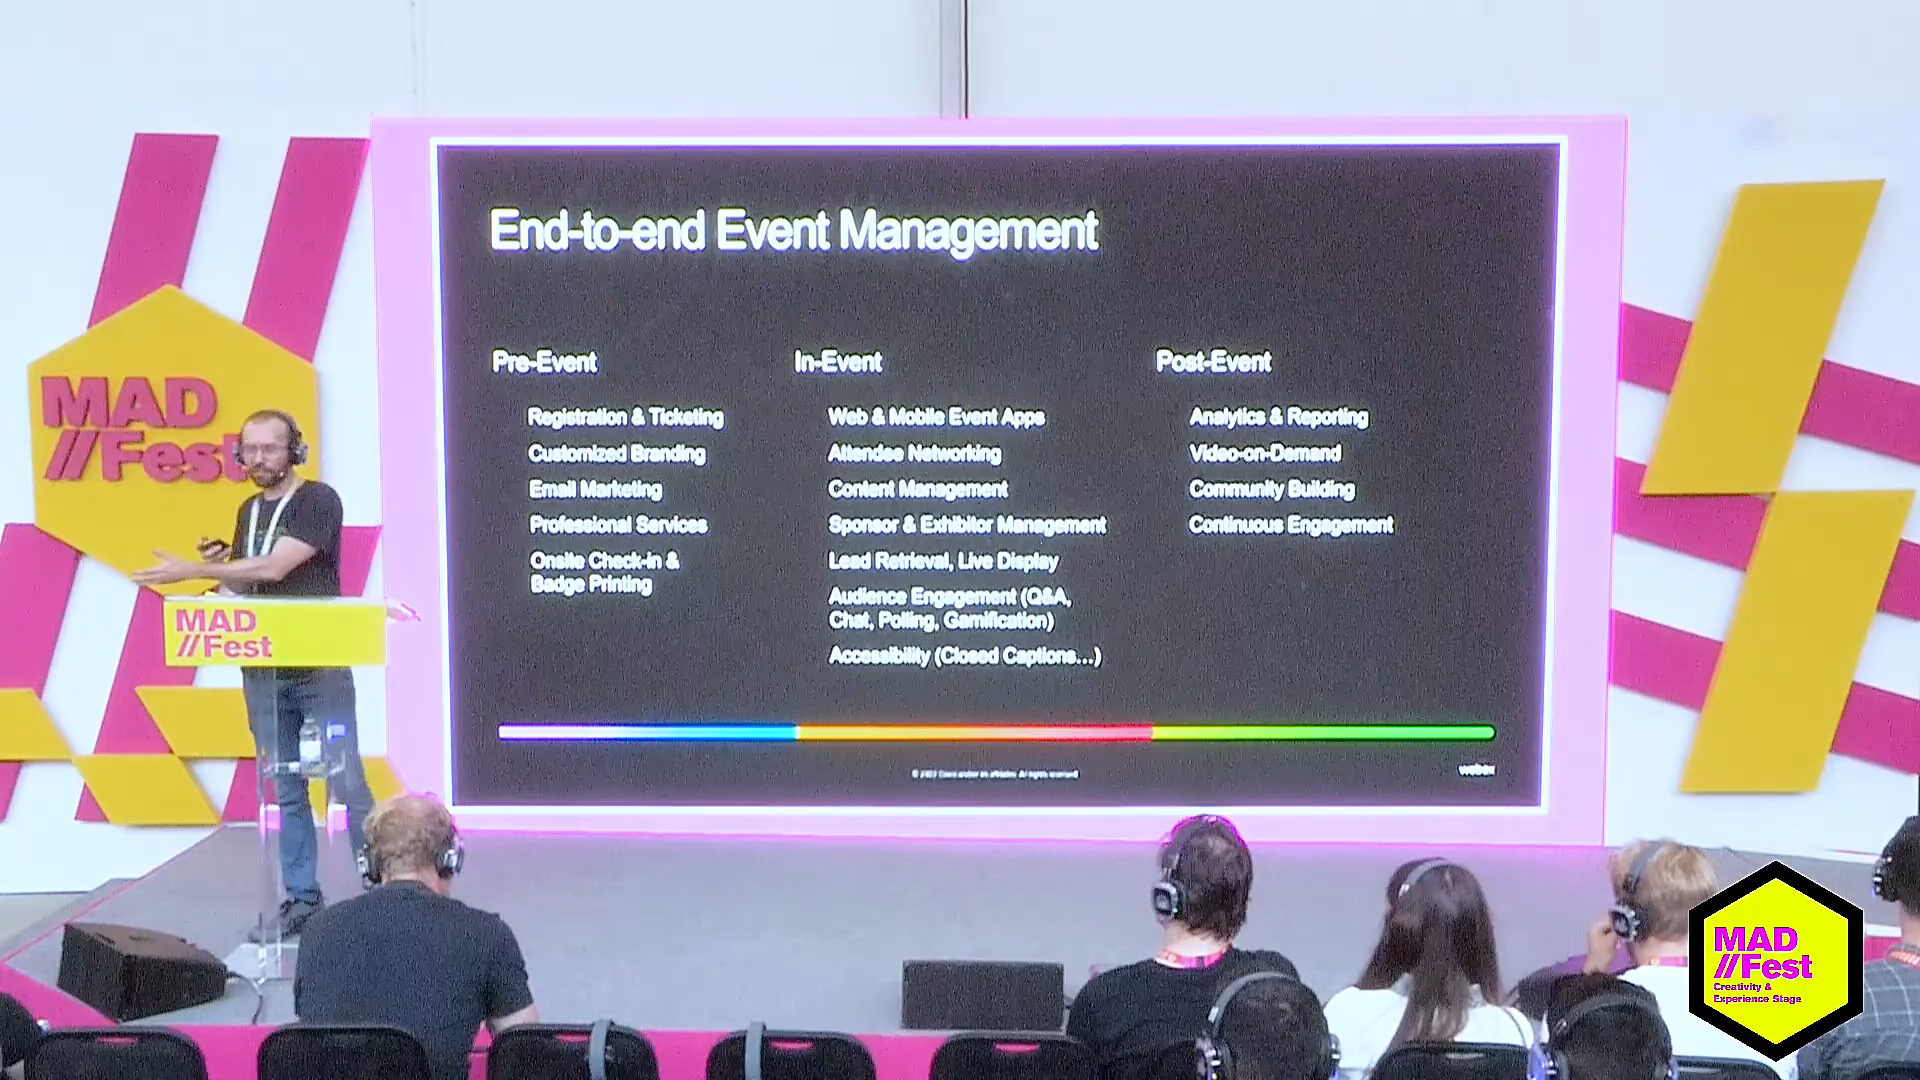 End-to-end Event Management
Pre-Event
Registration & Ticketing
Customized Branding
Email Marketing
Professional Services
Onsite Check-in &
Badge Printing
In-Event
Web & Mobile Event Apps
Attendee Networking
Content Management
Sponsor & Exhibitor Management
Lead Retrieval, Live Display
Audience Engagement (Q&A,
Chat, Polling, Gamification)
Accessibility (Closed Captions...)
Post-Event
Analytics & Reporting
Video-on-Demand
Community Building
Continuous Engagement
webex
MAD
//Fest
MAD
//Fest
MAD
//Fest
Creativity &
Experience Stage